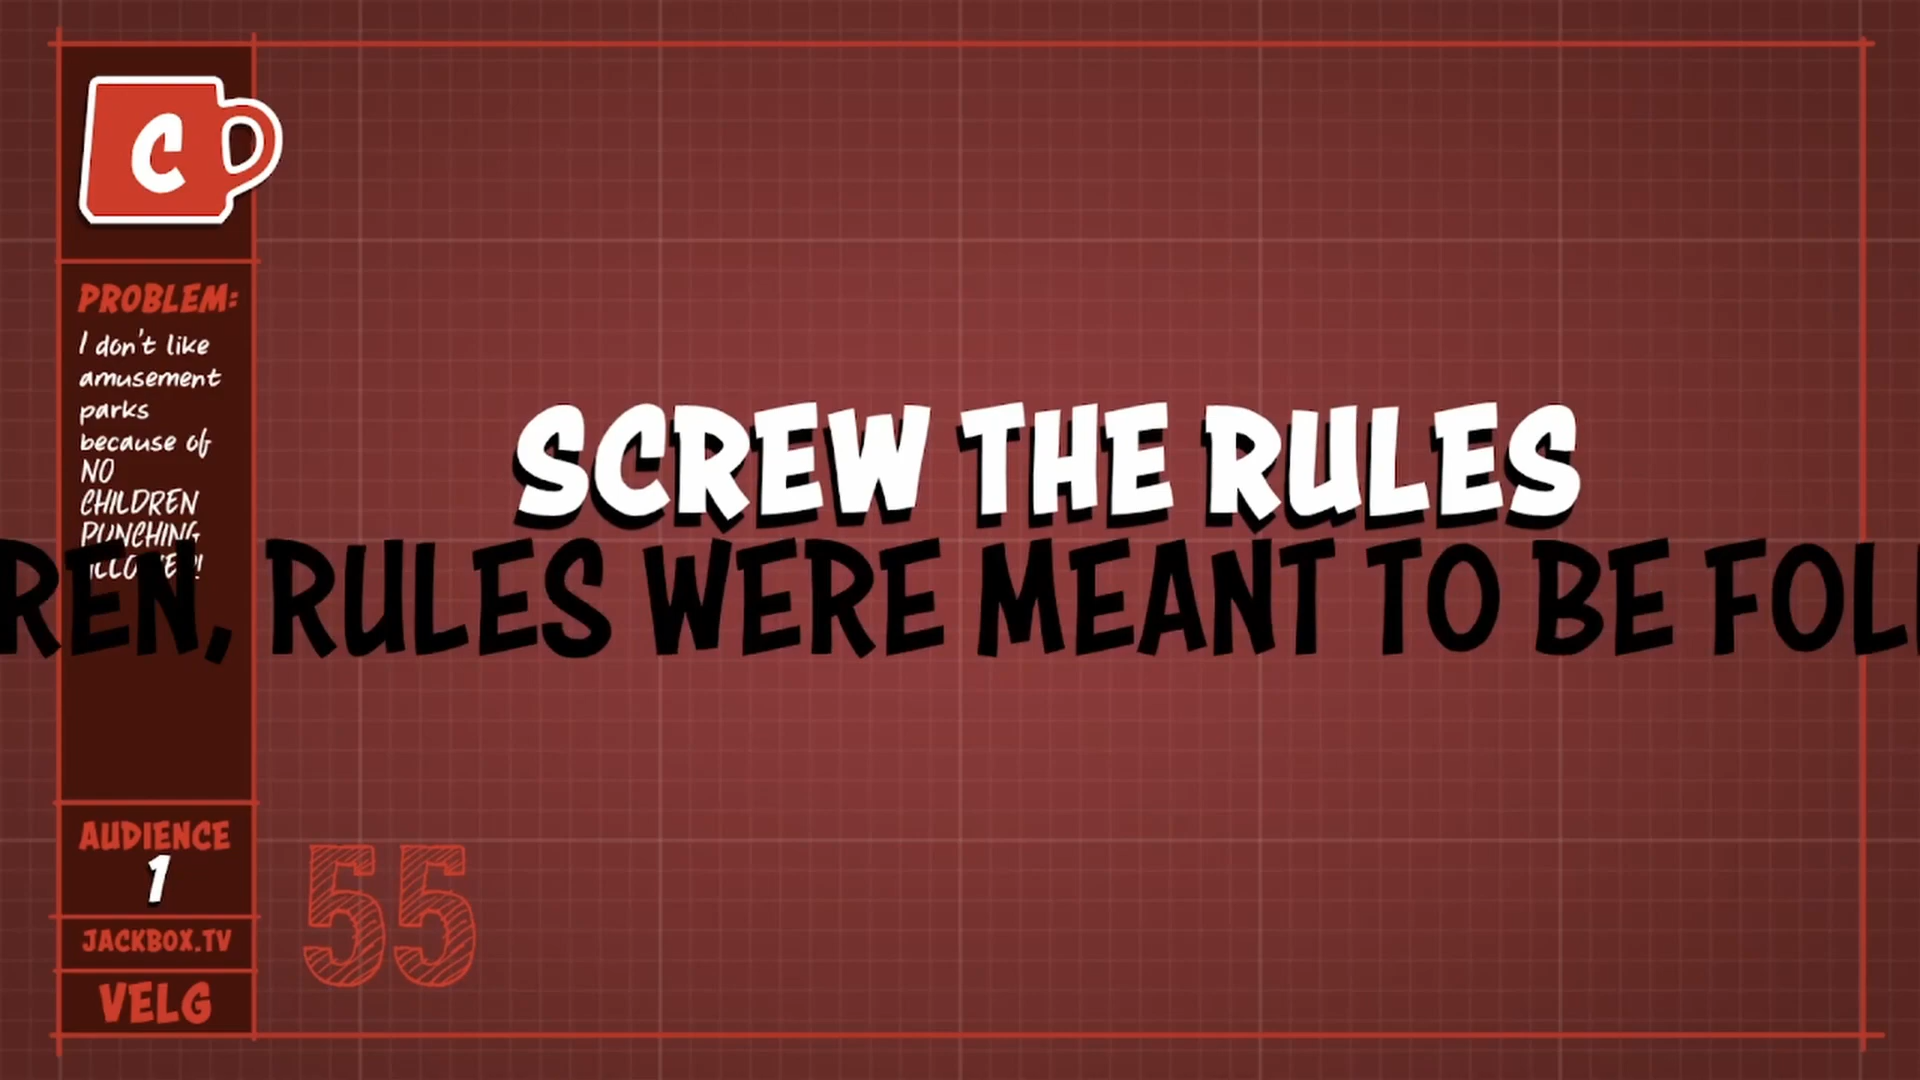 C
PROBLEM:
I don't like
amusement
parks
because of
NO
CHILDREN
PUNCHING
SCREW THE RULES
REN, RULES WERE MEANT TO BE FOL
AUDIENCE
1
JACKBOX.TV
VELG
55